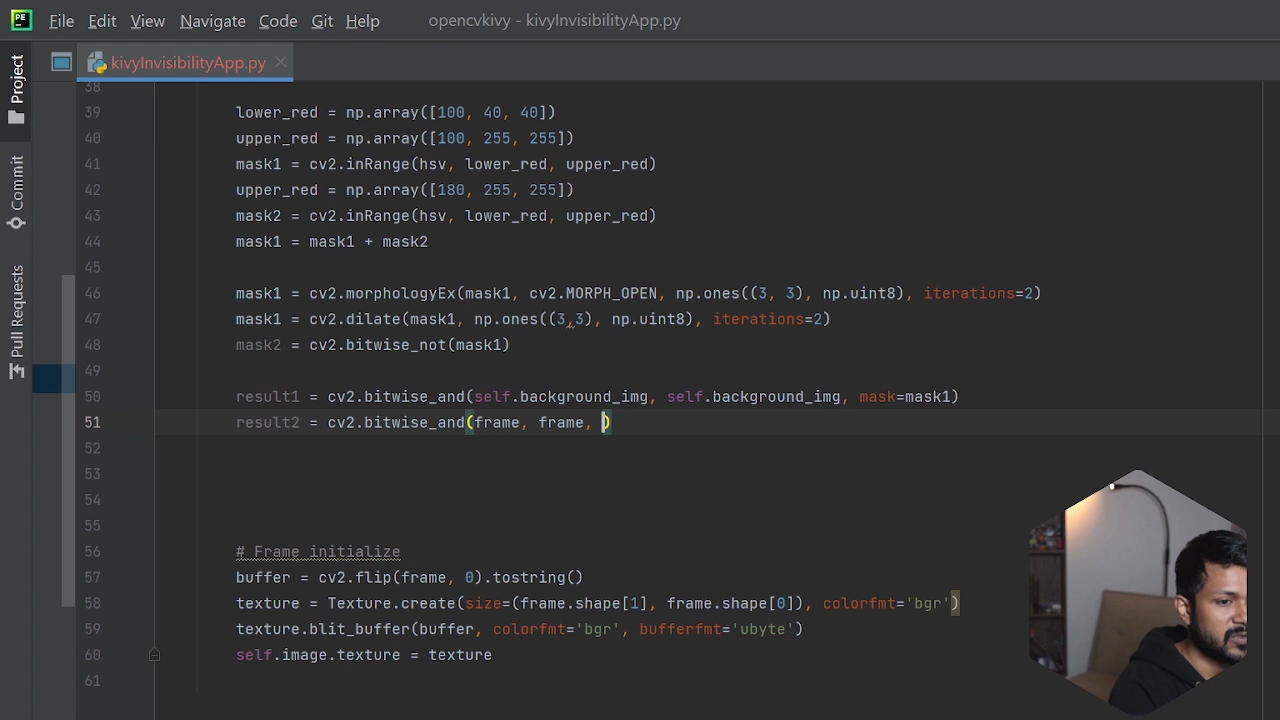 PE File Edit View Navigate Code Git Help opencvkivy - kivyInvisibilityApp.py
kivyInvisibilityApp.py
Project
Commit
Pull Requests
38
39 lower_red = np.array([100, 40, 40])
40 upper_red = np.array([100, 255, 255])
41 mask1 = cv2.inRange(hsv, lower_red, upper_red)
42 upper_red = np.array([180, 255, 255])
43 mask2 = cv2.inRange(hsv, lower_red, upper_red)
44 mask1 = mask1 + mask2
45
46 mask1 = cv2.morphologyEx(mask1, cv2.MORPH_OPEN, np.ones((3, 3), np.uint8), iterations=2)
47 mask1 = cv2.dilate(mask1, np.ones((3,3), np.uint8), iterations=2)
48 mask2 = cv2.bitwise_not(mask1)
49
50 result1 = cv2.bitwise_and(self.background_img, self.background_img, mask=mask1)
51 result2 = cv2.bitwise_and(frame, frame, )
52
53
54
55
56 # Frame initialize
57 buffer = cv2.flip(frame, 0).tostring()
58 texture = Texture.create(size=(frame.shape[1], frame.shape[0]), colorfmt='bgr')
59 texture.blit_buffer(buffer, colorfmt='bgr', bufferfmt='ubyte')
60 self.image.texture = texture
61